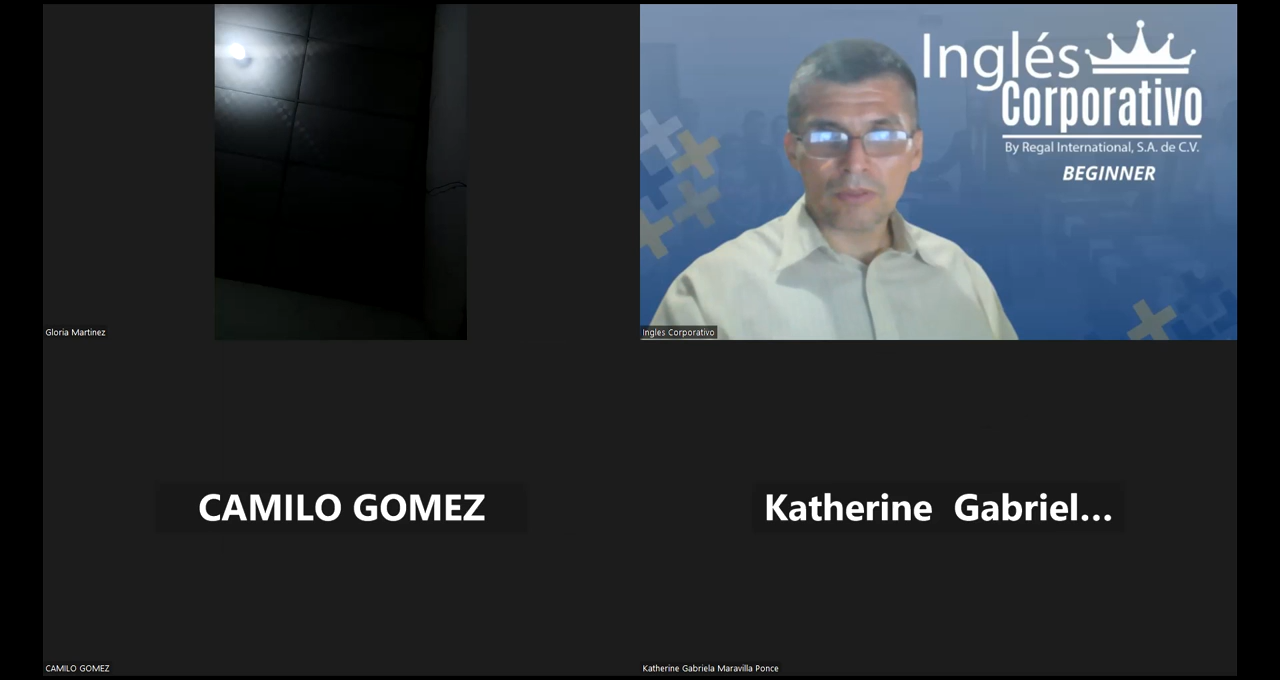 Inglés
Corporativo
By Regal International, S.A. de C.V.
BEGINNER
Gloria Martinez
Ingles Corporativo
CAMILO GOMEZ
Katherine Gabriel...
CAMILO GOMEZ
Katherine Gabriela Maravilla Ponce